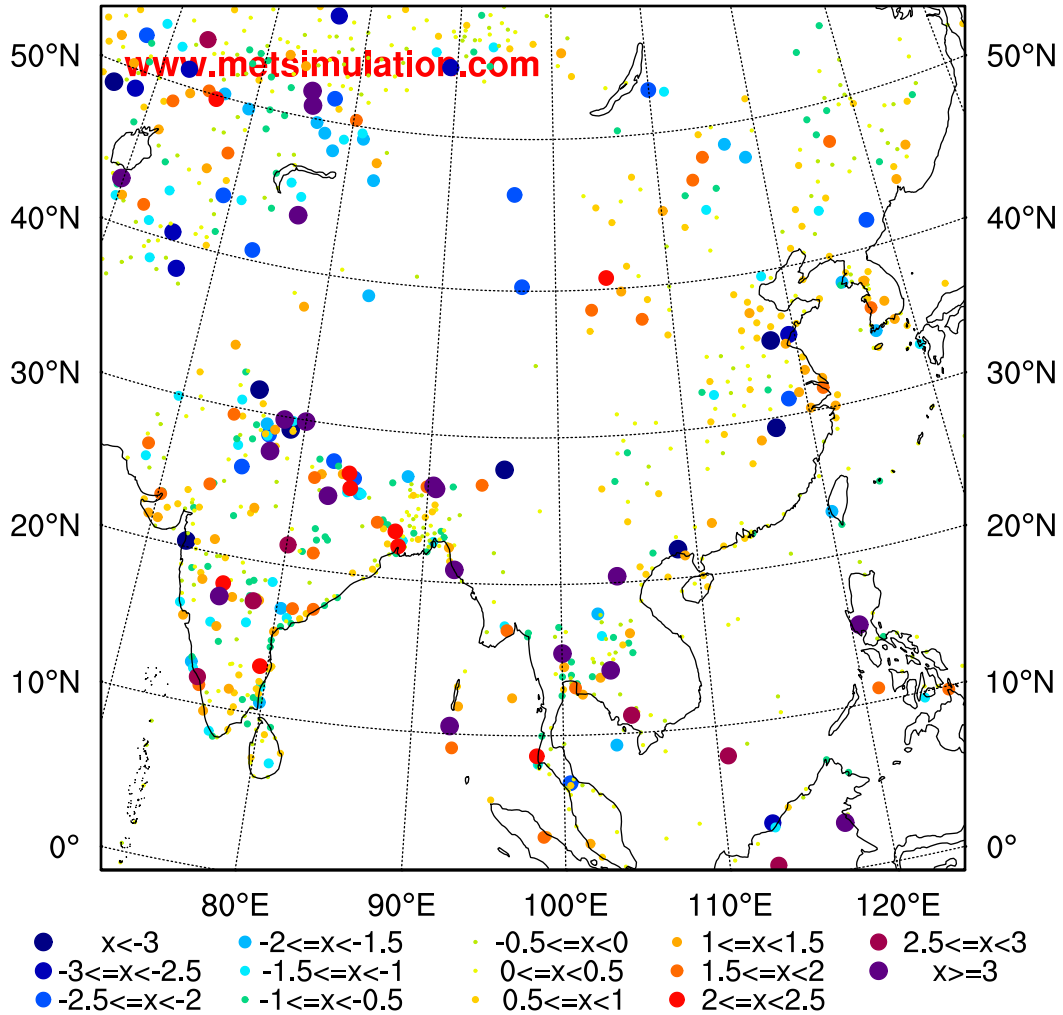 50°N 50°N
www.metsimulation.com
40°N 40°N
30°N 30°N
20°N 20°N
10°N 10°N
0° 0°
80°E 90°E 100°E 110°E 120°E
x<-3 -2<=x<-1.5 -0.5<=x<0 1<=x<1.5 2.5<=x<3
-3<=x<-2.5 -1.5<=x<-1 0<=x<0.5 1.5<=x<2 x>=3
-2.5<=x<-2 -1<=x<-0.5 0.5<=x<1 2<=x<2.5